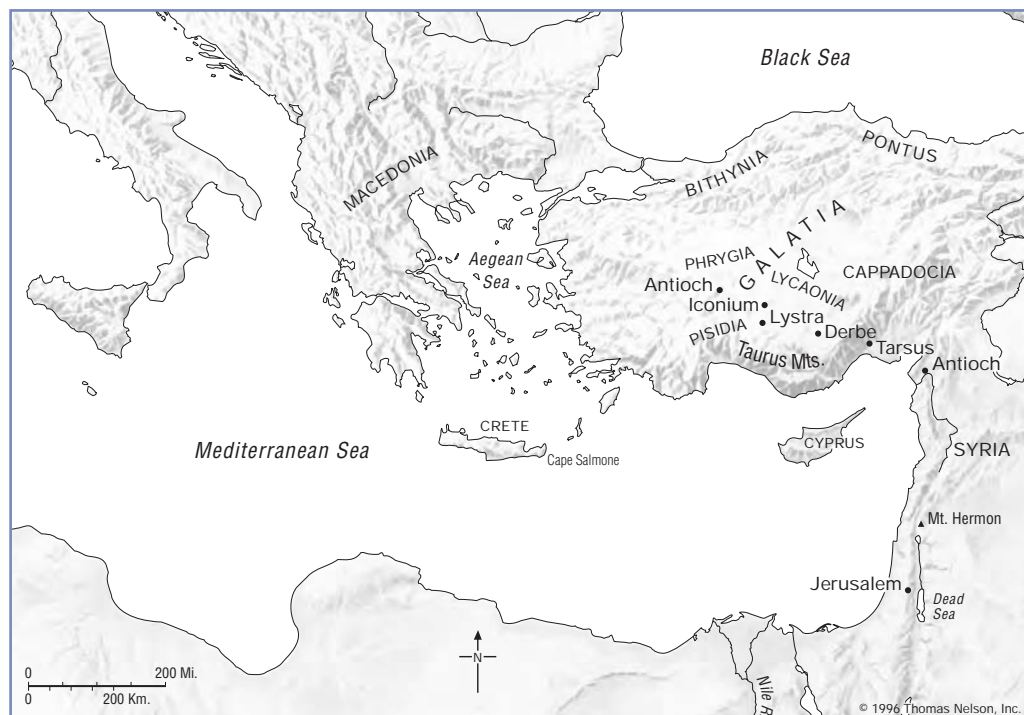 Black Sea
PONTUS
BITHYNIA
MACEDONIA
GALATIA
PHRYGIA
Aegean
Sea
CAPPADOCIA
LYCAONIA
Antioch
Iconium
Lystra
PISIDIA
Derbe
Tarsus
Taurus Mts.
Antioch
CRETE
Cape Salmone
CYPRUS
Mediterranean Sea
SYRIA
Mt. Hermon
Jerusalem
Dead
Sea
N
0 200 Mi.
0 200 Km.
Nile R
© 1996 Thomas Nelson, Inc.